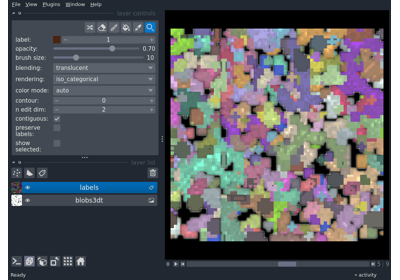 File View Plugins Window Help
layer controls
label: 1
opacity: 0.70
brush size: 10
blending: translucent
rendering: iso_categorical
color mode: auto
contour: 0
n edit dim: 2
contiguous:
preserve
labels:
show
selected:
layer list
labels
blobs3dt
Ready
activity